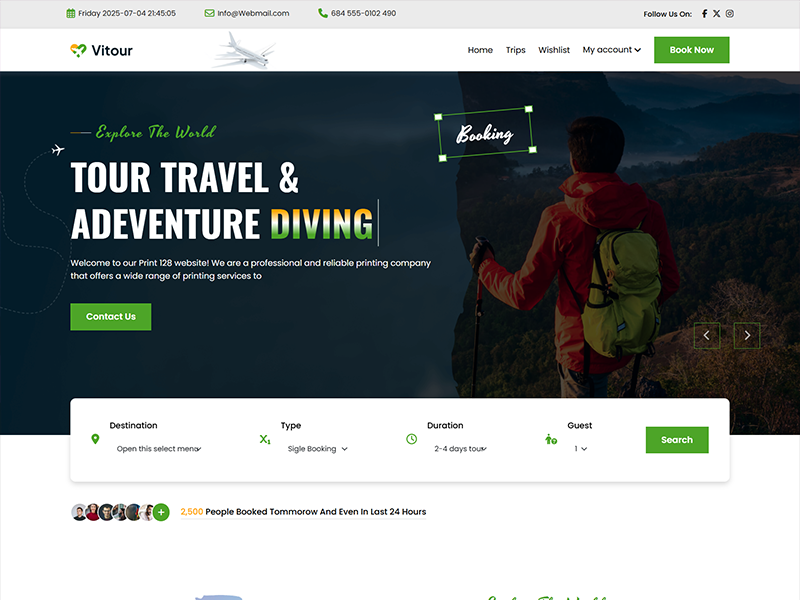 Friday 2025-07-04 21:45:05
Info@Webmail.com
684 555-0102 490
Follow Us On:
Vitour
Home
Trips
Wishlist
My account
Book Now
Explore The World
Booking
TOUR TRAVEL &
ADEVENTURE DIVING
Welcome to our Print 128 website! We are a professional and reliable printing company
that offers a wide range of printing services to
Contact Us
Destination
Open this select menu
Type
Sigle Booking
Duration
2-4 days tour
Guest
1
Search
2,500 People Booked Tommorow And Even In Last 24 Hours